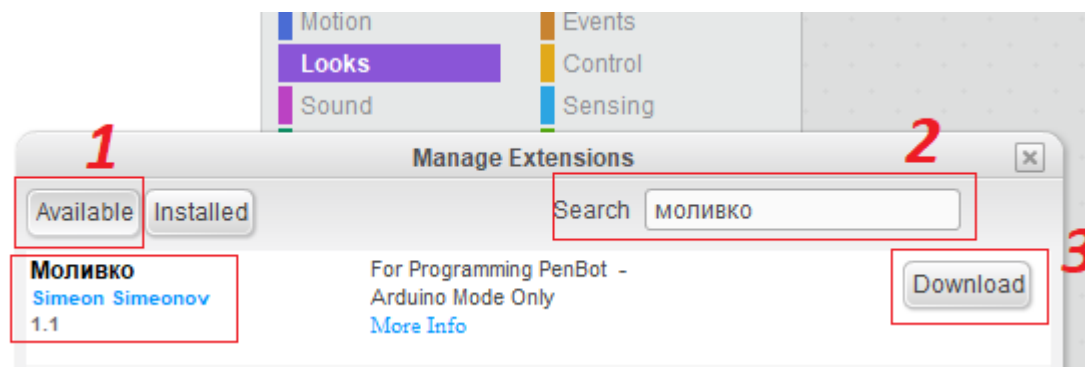 Motion
Events
Looks
Control
Sound
Sensing
1
2
Manage Extensions
Available
Installed
Search
моливко
3
Моливко
Simeon Simeonov
1.1
For Programming PenBot -
Arduino Mode Only
More Info
Download